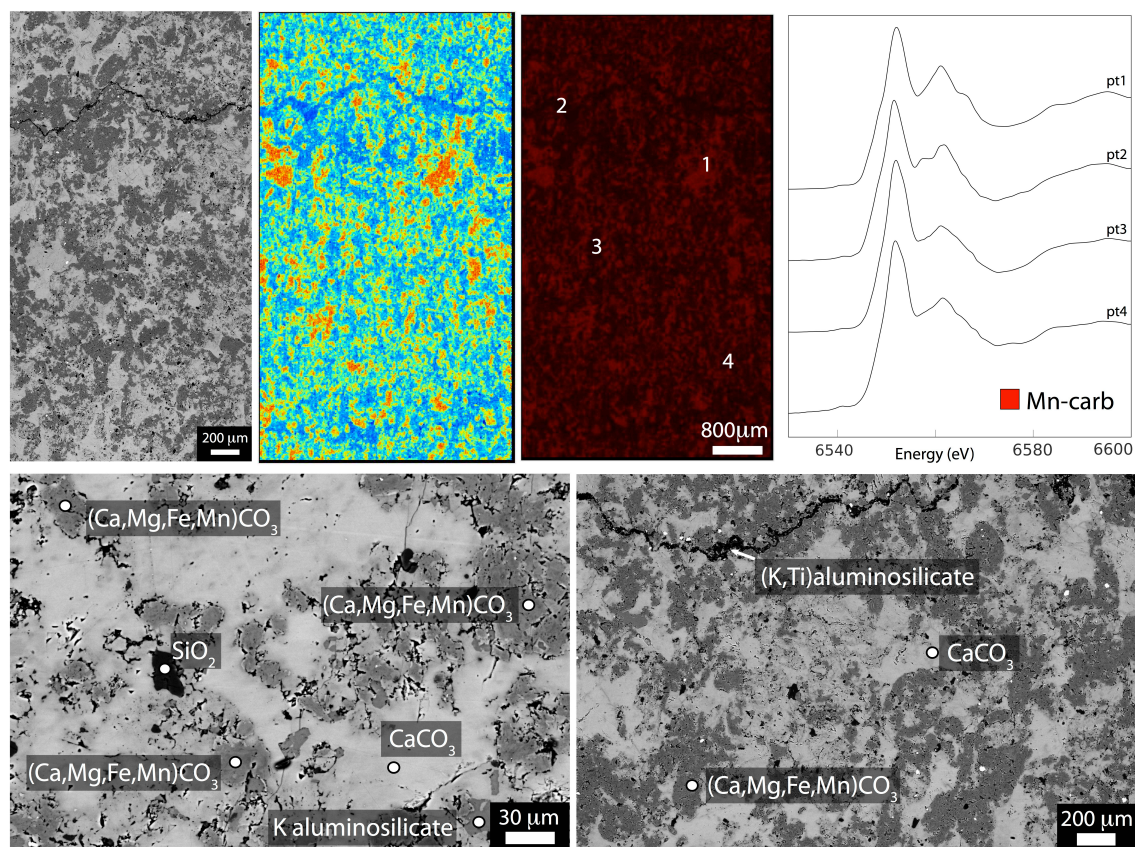 200 μm
2
1
3
4
800μm
pt1
pt2
pt3
pt4
Mn-carb
6540
Energy (eV)
6580
6600
(Ca,Mg,Fe,Mn)CO₃
(Ca,Mg,Fe,Mn)CO₃
SiO₂
CaCO₃
(Ca,Mg,Fe,Mn)CO₃
K aluminosilicate
30 μm
(K,Ti)aluminosilicate
CaCO₃
(Ca,Mg,Fe,Mn)CO₃
200 μm